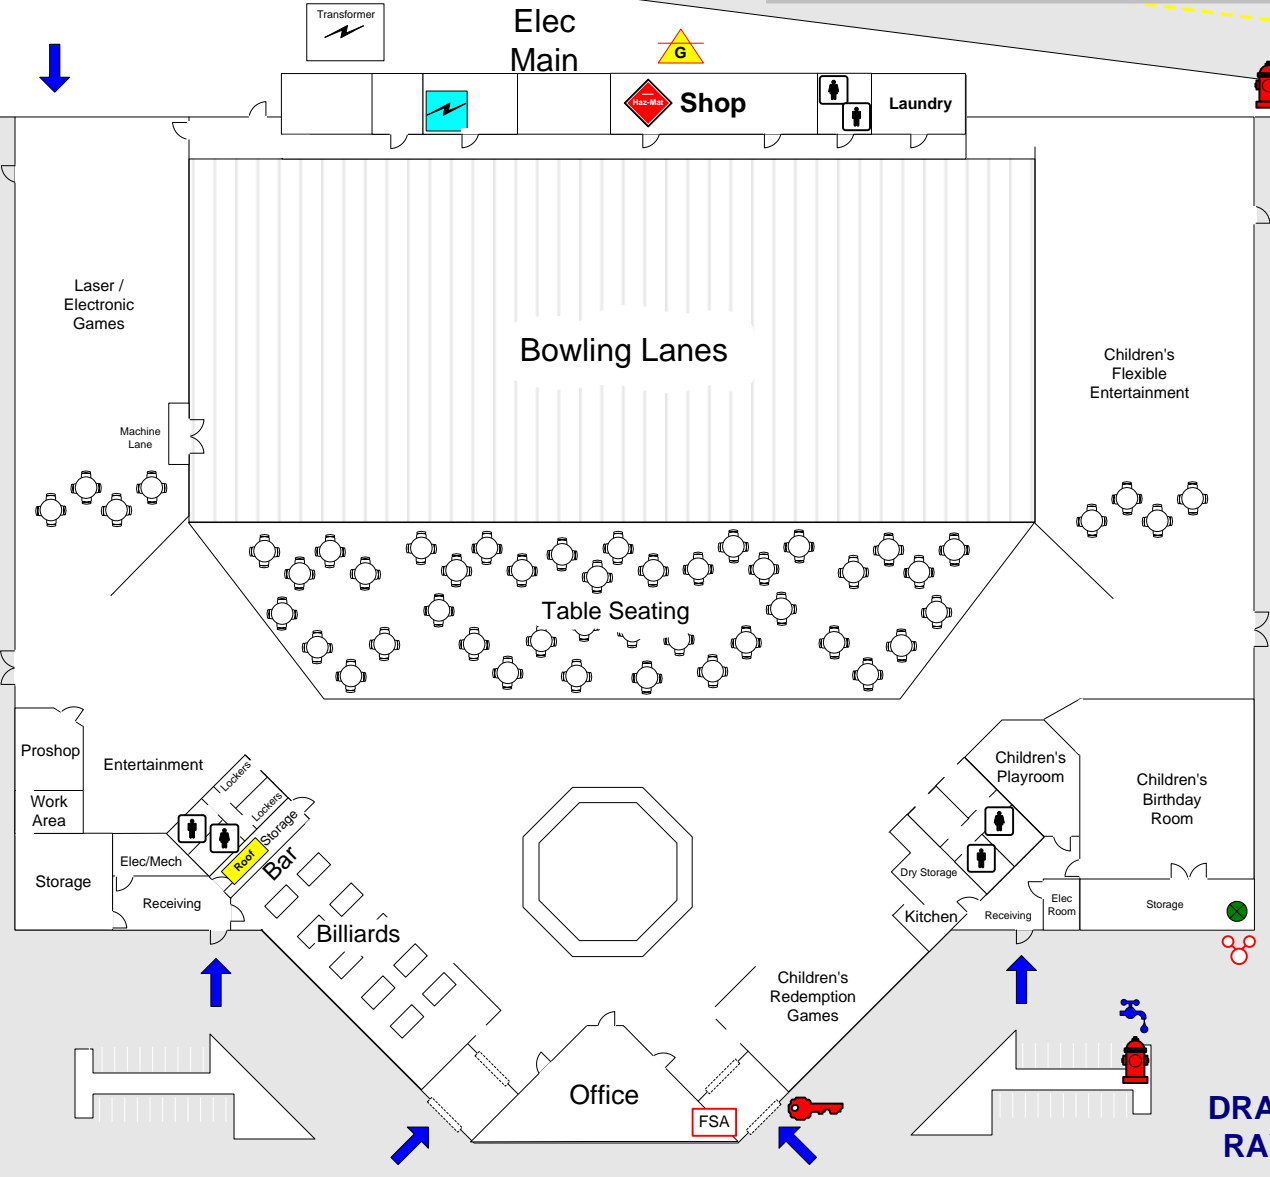 Transformer
Elec
Main
G
Haz-Mat
Shop
Laundry
Laser /
Electronic
Games
Bowling Lanes
Children's
Flexible
Entertainment
Machine
Lane
Table Seating
Proshop
Work
Area
Entertainment
Lockers
Lockers
Storage
Roof
Bar
Elec/Mech
Storage
Receiving
Billiards
Children's
Playroom
Children's
Birthday
Room
Dry Storage
Kitchen
Receiving
Elec
Room
Storage
Children's
Redemption
Games
Office
FSA
DRA
RA